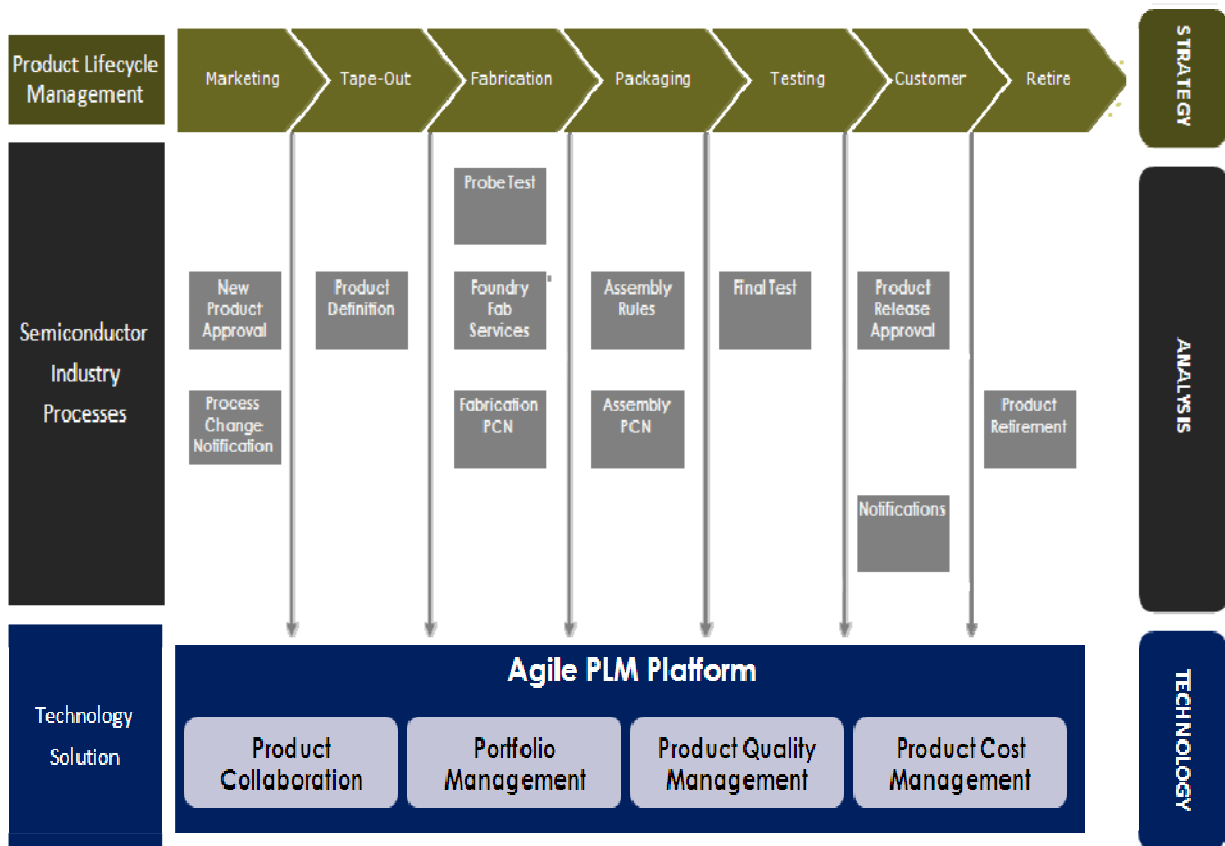 Product Lifecycle
Management
Marketing
Tape-Out
Fabrication
Packaging
Testing
Customer
Retire
STRATEGY
Semiconductor
Industry
Processes
Probe Test
New
Product
Approval
Product
Definition
Foundry
Fab
Services
Assembly
Rules
Final Test
Product
Release
Approval
Process
Change
Notification
Fabrication
PCN
Assembly
PCN
Product
Retirement
Notifications
ANALYSIS
Technology
Solution
Agile PLM Platform
Product
Collaboration
Portfolio
Management
Product Quality
Management
Product Cost
Management
TECHNOLOGY